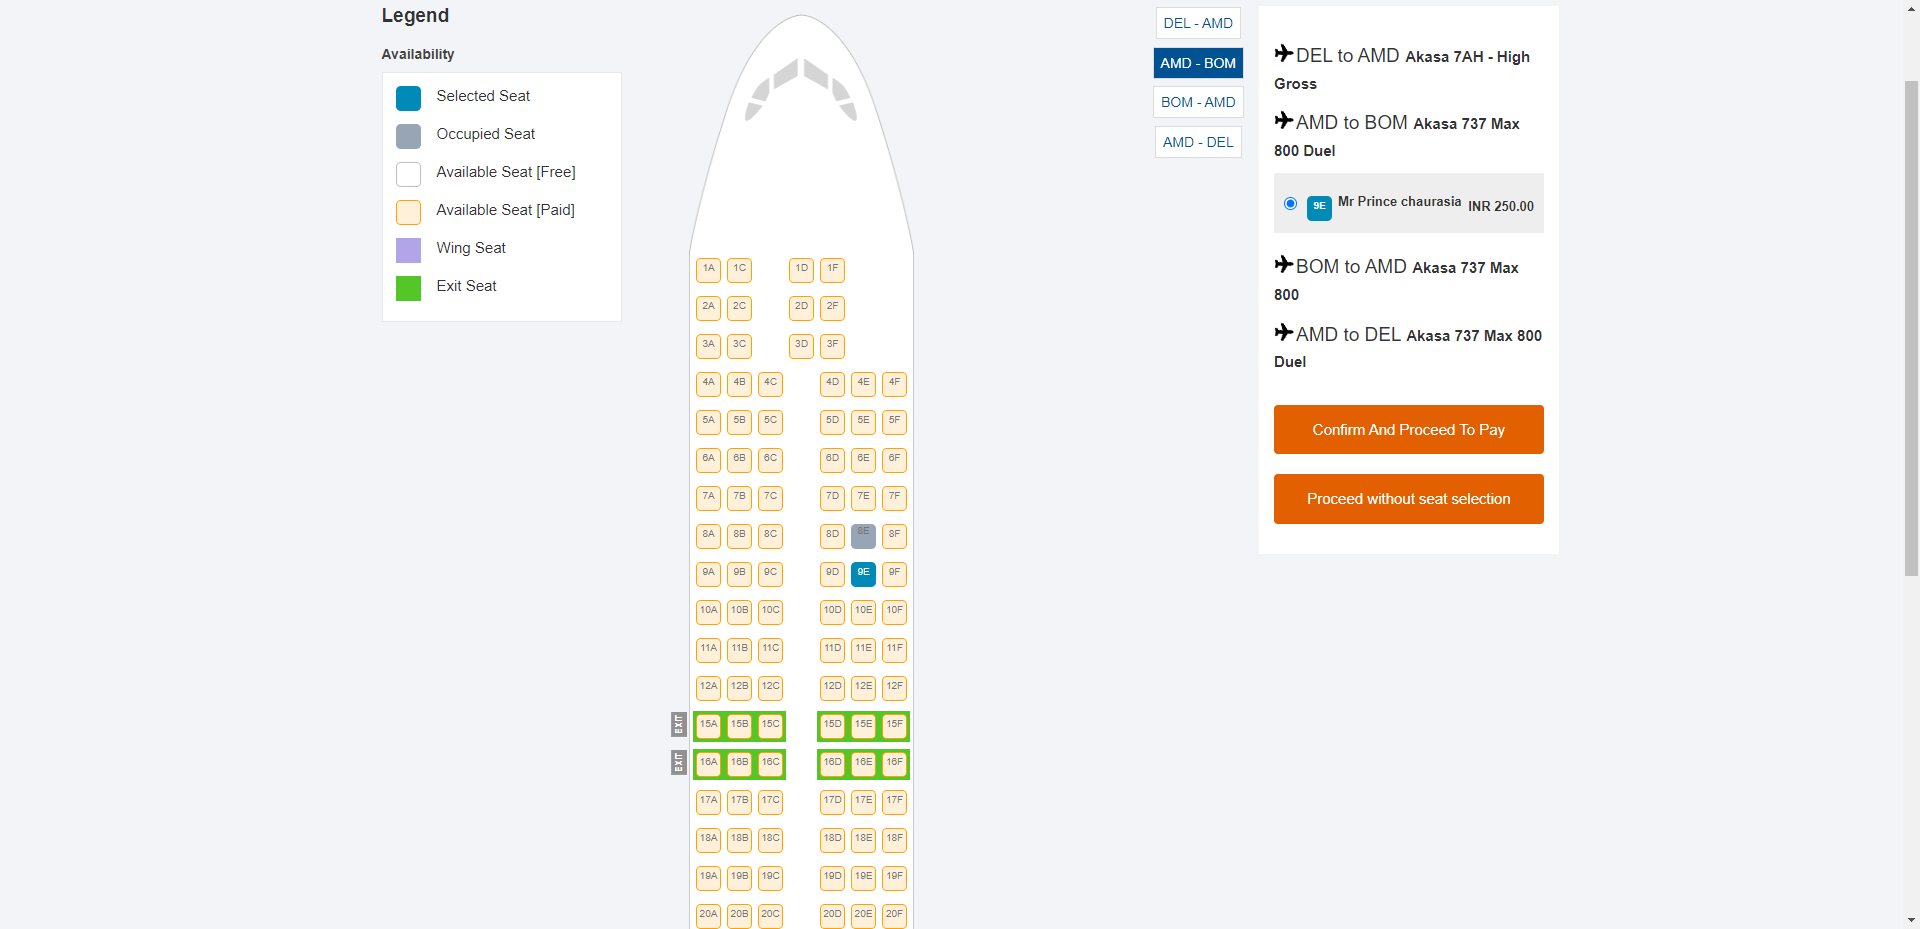 Legend
Availability
Selected Seat
Occupied Seat
Available Seat [Free]
Available Seat [Paid]
Wing Seat
Exit Seat
1A 1C 1D 1F
2A 2C 2D 2F
3A 3C 3D 3F
4A 4B 4C 4D 4E 4F
5A 5B 5C 5D 5E 5F
6A 6B 6C 6D 6E 6F
7A 7B 7C 7D 7E 7F
8A 8B 8C 8D 8E 8F
9A 9B 9C 9D 9E 9F
10A 10B 10C 10D 10E 10F
11A 11B 11C 11D 11E 11F
12A 12B 12C 12D 12E 12F
EXIT 15A 15B 15C 15D 15E 15F
EXIT 16A 16B 16C 16D 16E 16F
17A 17B 17C 17D 17E 17F
18A 18B 18C 18D 18E 18F
19A 19B 19C 19D 19E 19F
20A 20B 20C 20D 20E 20F
DEL - AMD
AMD - BOM
BOM - AMD
AMD - DEL
DEL to AMD Akasa 7AH - High
Gross
AMD to BOM Akasa 737 Max
800 Duel
9E Mr Prince chaurasia INR 250.00
BOM to AMD Akasa 737 Max
800
AMD to DEL Akasa 737 Max 800
Duel
Confirm And Proceed To Pay
Proceed without seat selection